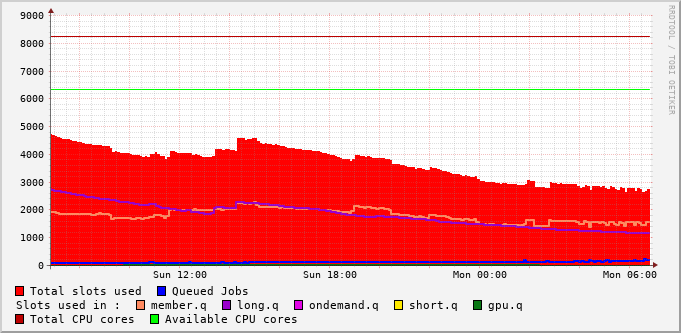 RRDTOOL / TOBI OETIKER
9000
8000
7000
6000
5000
4000
3000
2000
1000
0
Sun 12:00 Sun 18:00 Mon 00:00 Mon 06:00
Total slots used Queued Jobs
Slots used in : member.q long.q ondemand.q short.q gpu.q
Total CPU cores Available CPU cores